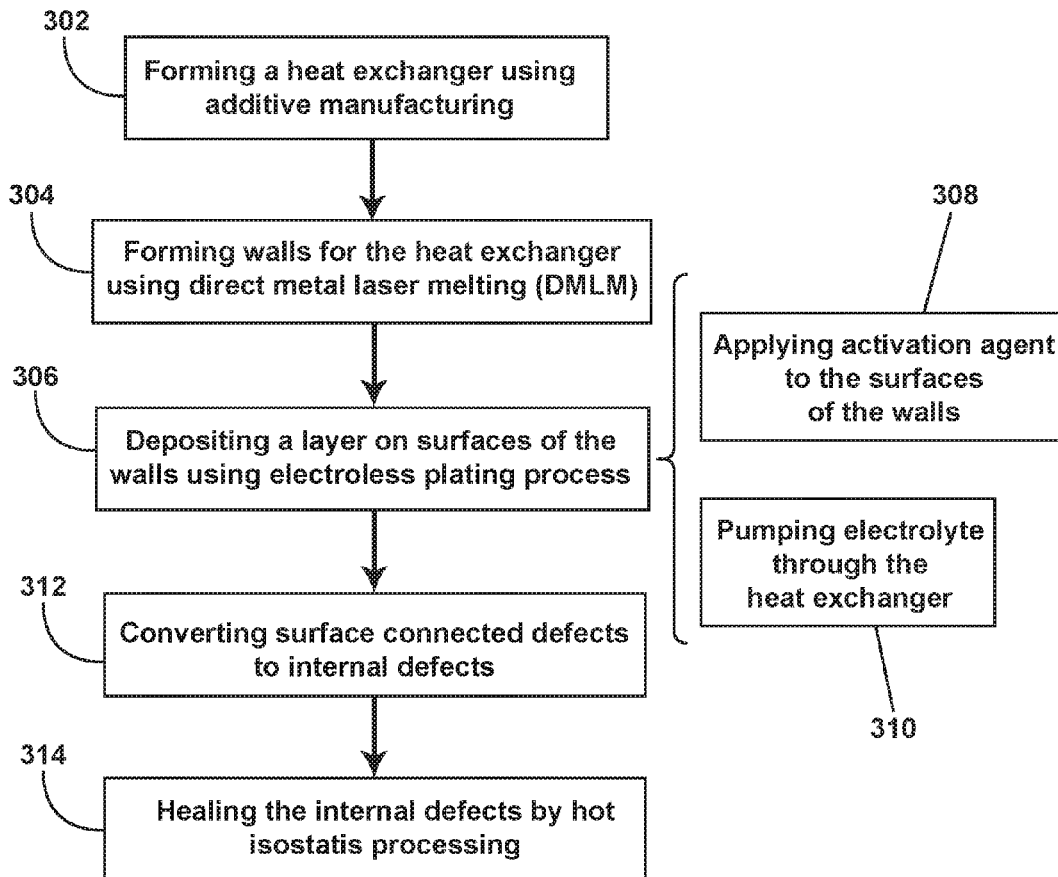 302
Forming a heat exchanger using
additive manufacturing
304
Forming walls for the heat exchanger
using direct metal laser melting (DMLM)
306
Depositing a layer on surfaces of the
walls using electroless plating process
308
Applying activation agent
to the surfaces
of the walls
Pumping electrolyte
through the
heat exchanger
310
312
Converting surface connected defects
to internal defects
314
Healing the internal defects by hot
isostatis processing